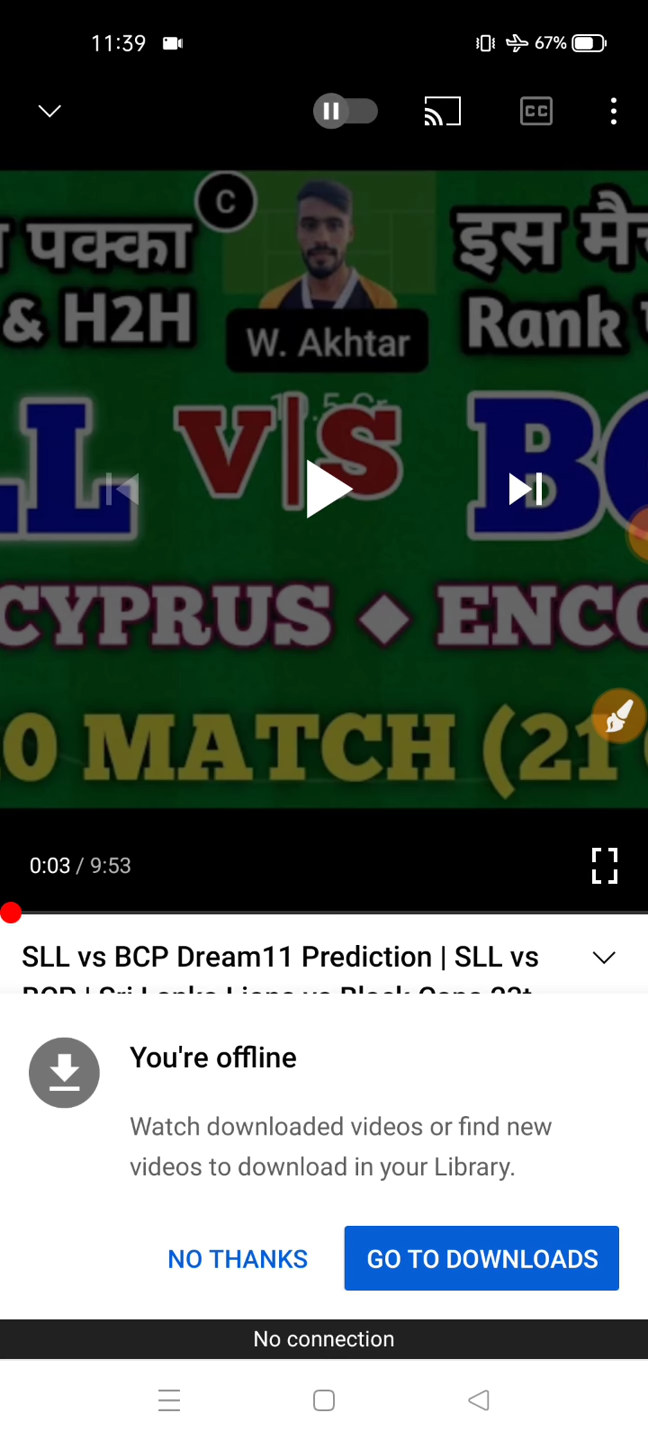 11:39 67%
CC
C
पक्का
इस
& H2H
W. Akhtar
Rank
V|S
CYPRUS ◆ ENCO
0 MATCH (21
0:03 / 9:53
SLL vs BCP Dream11 Prediction | SLL vs
You're offline
Watch downloaded videos or find new
videos to download in your Library.
NO THANKS
GO TO DOWNLOADS
No connection